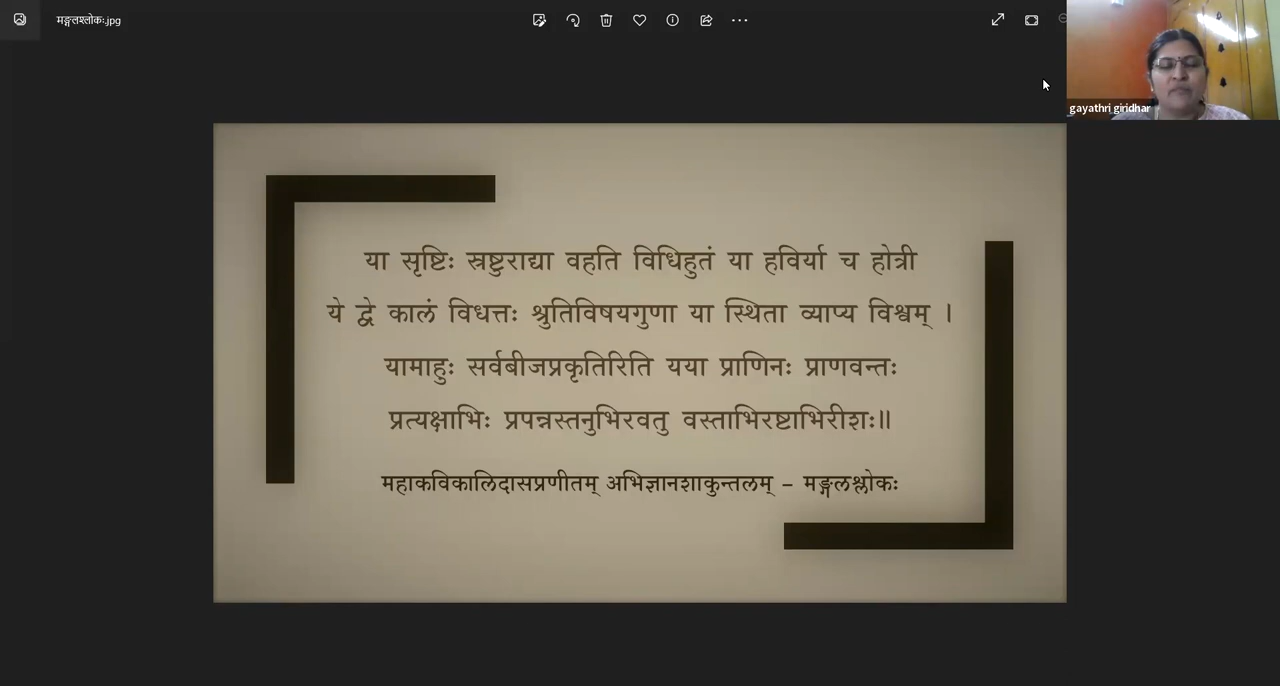 मङ्गलश्लोकः.jpg
gayathri giridhar
या सृष्टिः स्रष्टुराद्या वहति विधिहुतं या हविर्या च होत्री
ये द्वे कालं विधत्तः श्रुतिविषयगुणा या स्थिता व्याप्य विश्वम् ।
यामाहुः सर्वबीजप्रकृतिरिति यया प्राणिनः प्राणवन्तः
प्रत्यक्षाभिः प्रपन्नस्तनुभिरवतु वस्ताभिरष्टाभिरीशः॥
महाकविकालिदासप्रणीतम् अभिज्ञानशाकुन्तलम् – मङ्गलश्लोकः